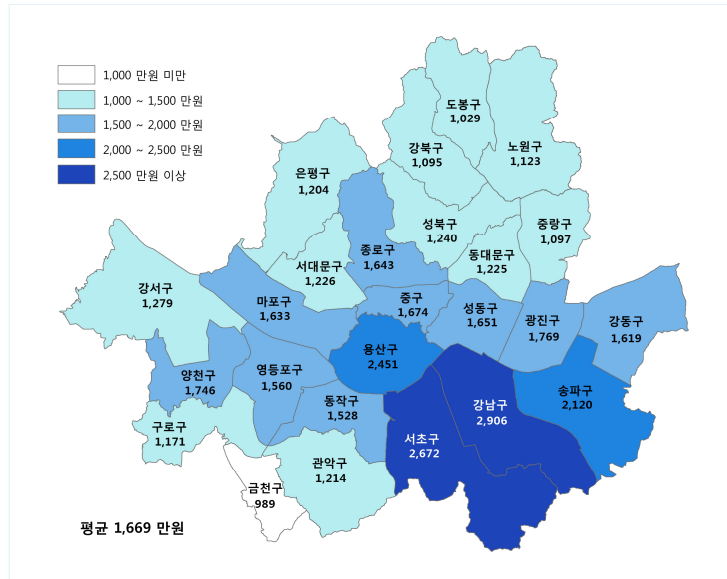 1,000 만원 미만
1,000 ~ 1,500 만원
1,500 ~ 2,000 만원
2,000 ~ 2,500 만원
2,500 만원 이상
도봉구
1,029
노원구
1,123
강북구
1,095
은평구
1,204
성북구
1,240
중랑구
1,097
종로구
1,643
동대문구
1,225
서대문구
1,226
강서구
1,279
마포구
1,633
중구
1,674
성동구
1,651
광진구
1,769
강동구
1,619
용산구
2,451
양천구
1,746
영등포구
1,560
동작구
1,528
송파구
2,120
강남구
2,906
서초구
2,672
구로구
1,171
관악구
1,214
금천구
989
평균 1,669 만원